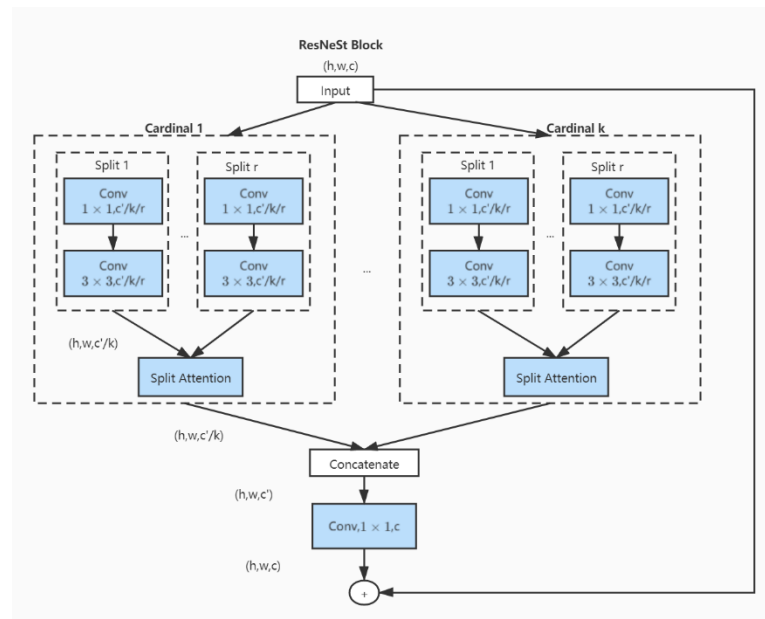 ResNeSt Block
(h,w,c)
Input
Cardinal 1
Cardinal k
Split 1
Split r
Split 1
Split r
Conv
1 × 1,c'/k/r
Conv
1 × 1,c'/k/r
Conv
1 × 1,c'/k/r
Conv
1 × 1,c'/k/r
...
...
Conv
3 × 3,c'/k/r
Conv
3 × 3,c'/k/r
Conv
3 × 3,c'/k/r
Conv
3 × 3,c'/k/r
...
(h,w,c'/k)
Split Attention
Split Attention
(h,w,c'/k)
Concatenate
(h,w,c')
Conv,1 × 1,c
(h,w,c)
+